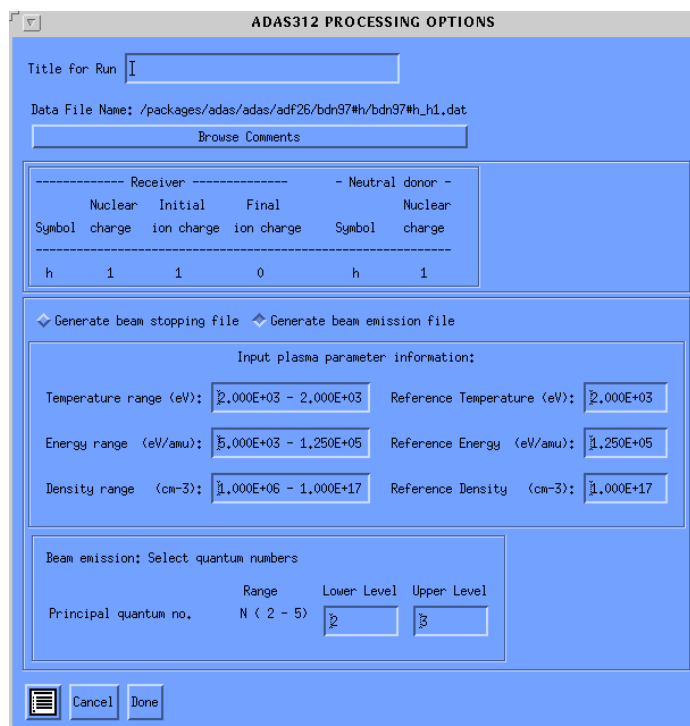 ADAS312 PROCESSING OPTIONS
Title for Run
Data File Name: /packages/adas/adas/adf26/bdn97#h/bdn97#h_h1.dat
Browse Comments
------------- Receiver -------------- - Neutral donor -
Nuclear Initial Final Nuclear
Symbol charge ion charge ion charge Symbol charge
h 1 1 0 h 1
Generate beam stopping file Generate beam emission file
Input plasma parameter information:
Temperature range (eV): 2.000E+03 - 2.000E+03 Reference Temperature (eV): 2.000E+03
Energy range (eV/amu): 5.000E+03 - 1.250E+05 Reference Energy (eV/amu): 1.250E+05
Density range (cm-3): 1.000E+06 - 1.000E+17 Reference Density (cm-3): 1.000E+17
Beam emission: Select quantum numbers
Range Lower Level Upper Level
Principal quantum no. N ( 2 - 5) 2 3
Cancel Done